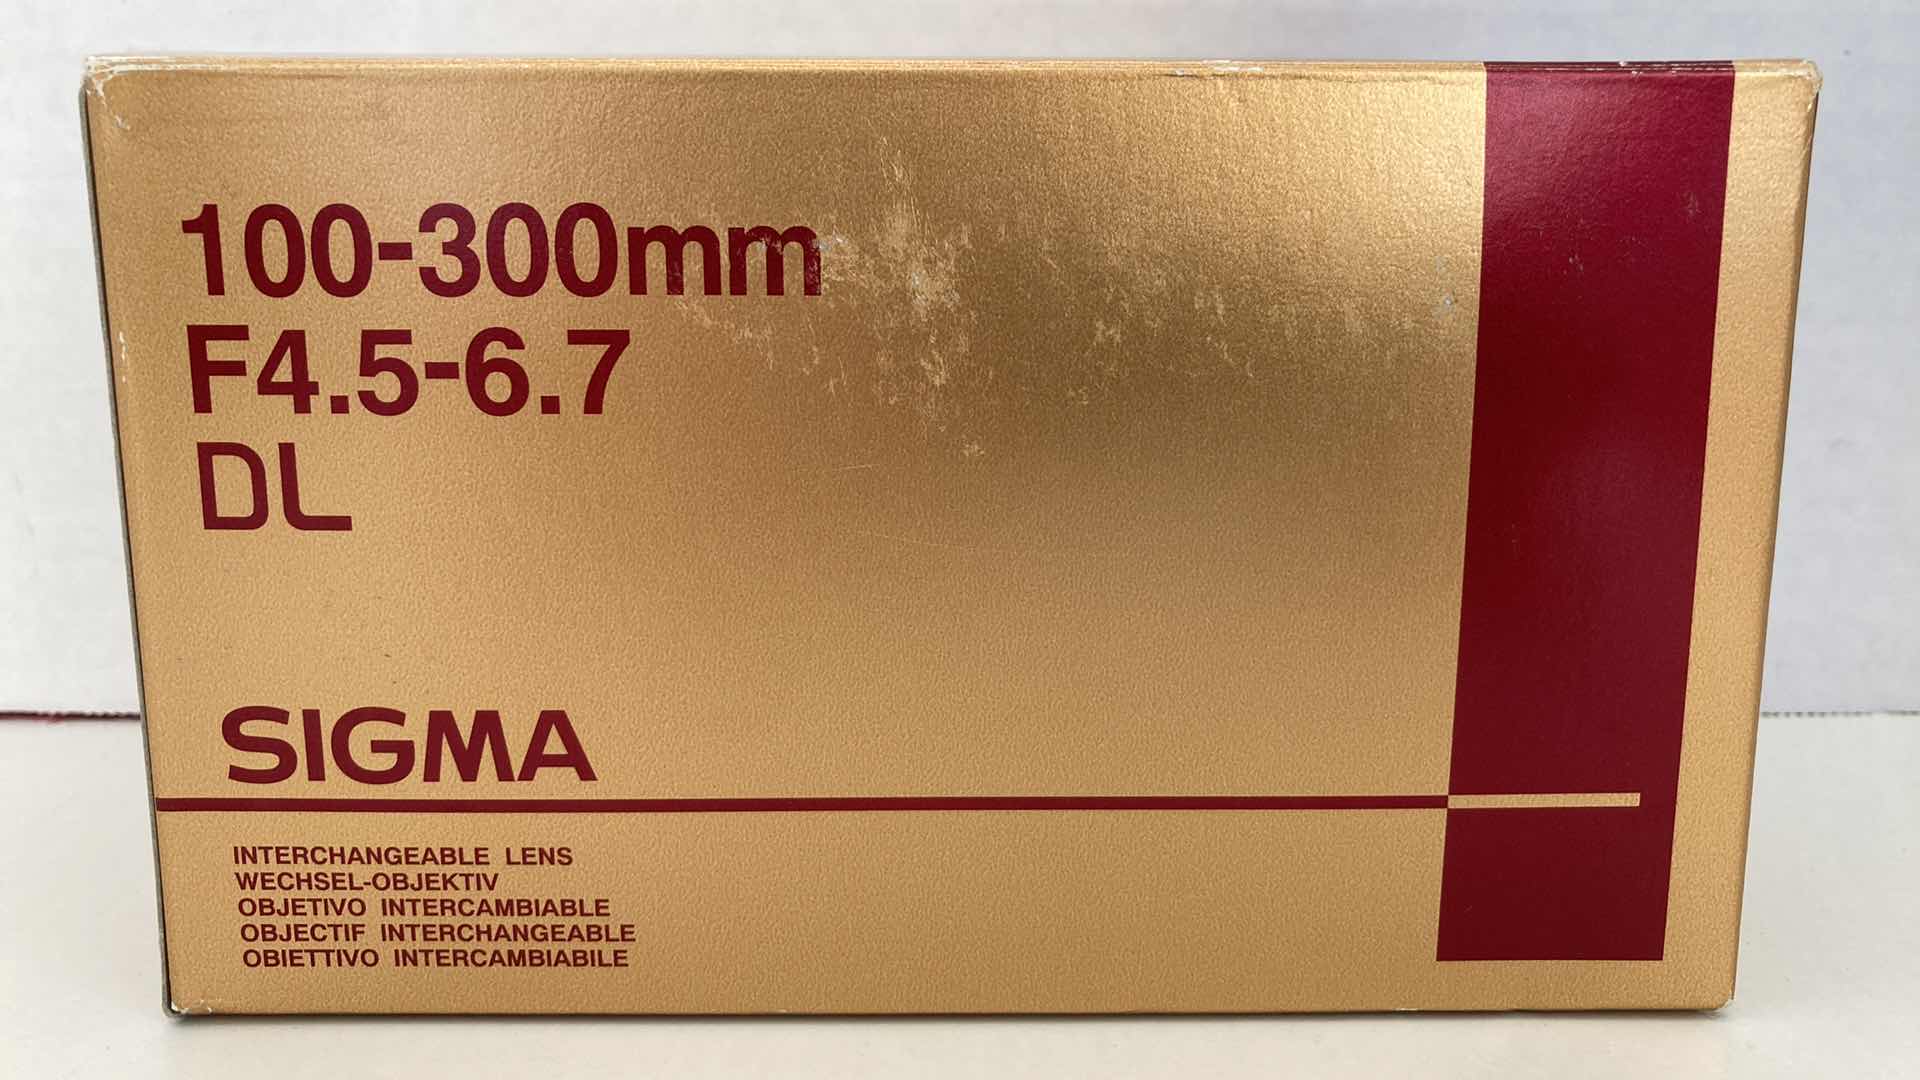 100-300mm
F4.5-6.7
DL
SIGMA
INTERCHANGEABLE LENS
WECHSEL-OBJEKTIV
OBJETIVO INTERCAMBIABLE
OBJECTIF INTERCHANGEABLE
OBIETTIVO INTERCAMBIABILE